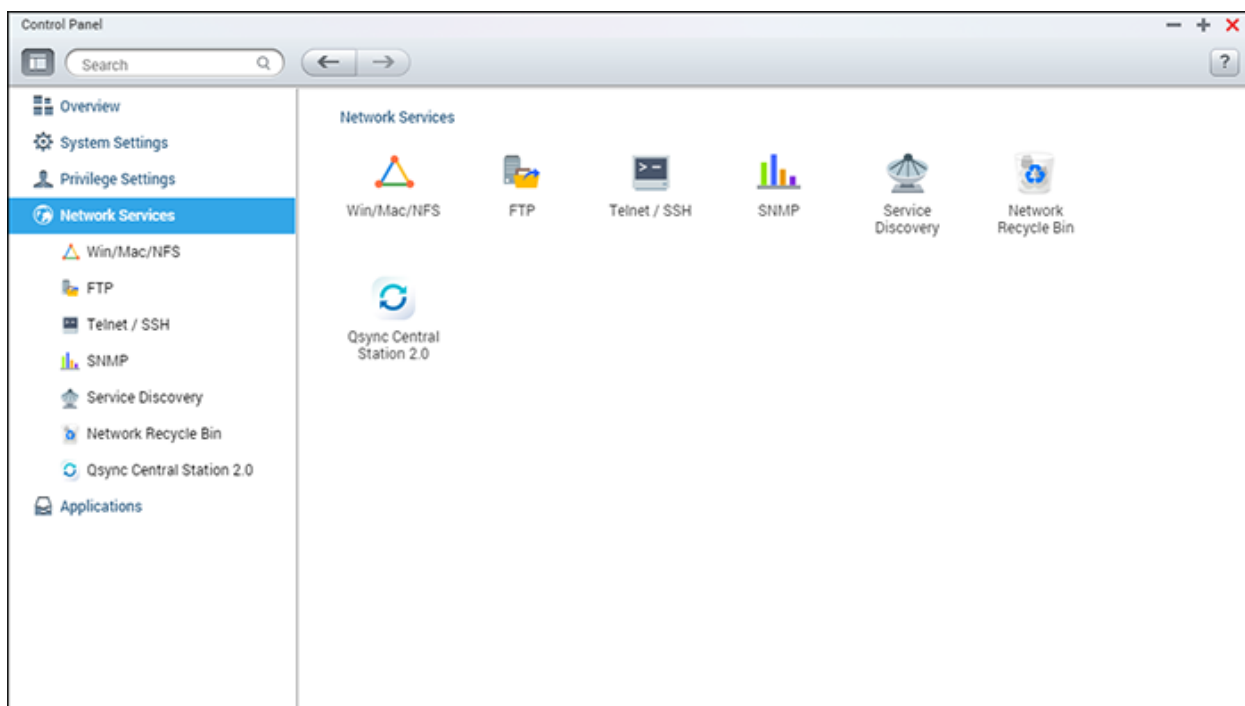 Control Panel
Search
?
Overview
System Settings
Privilege Settings
Network Services
Win/Mac/NFS
FTP
Telnet / SSH
SNMP
Service Discovery
Network Recycle Bin
Qsync Central Station 2.0
Applications
Network Services
Win/Mac/NFS
FTP
Telnet / SSH
SNMP
Service
Discovery
Network
Recycle Bin
Qsync Central
Station 2.0